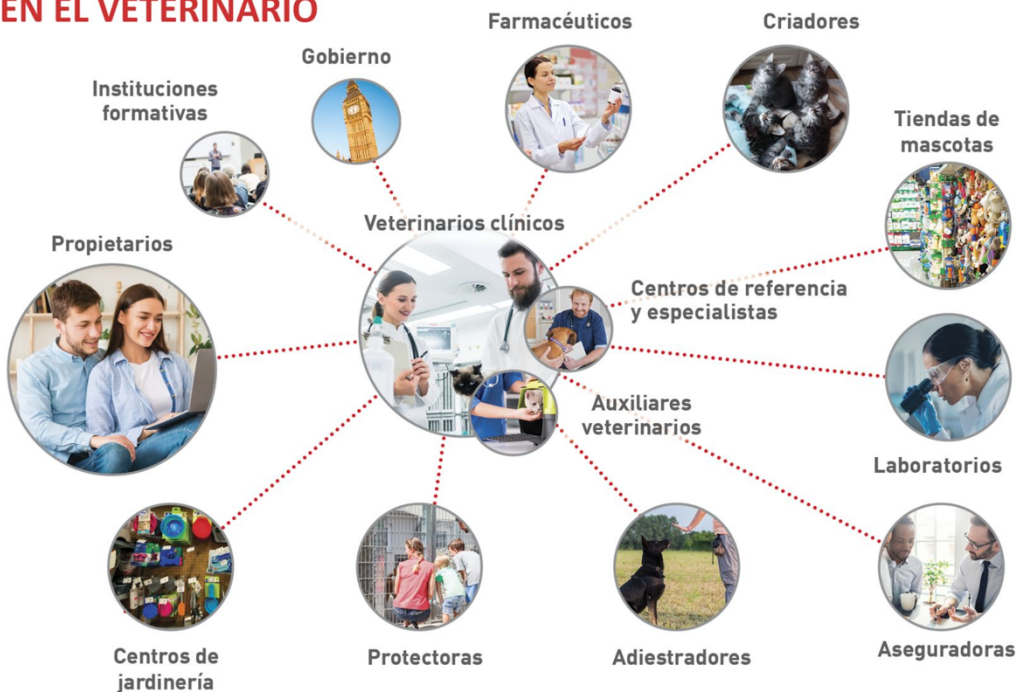 EN EL VETERINARIO
Farmacéuticos
Criadores
Gobierno
Instituciones
formativas
Tiendas de
mascotas
Veterinarios clínicos
Propietarios
Centros de referencia
y especialistas
Auxiliares
veterinarios
Laboratorios
Centros de
jardinería
Protectoras
Adiestradores
Aseguradoras